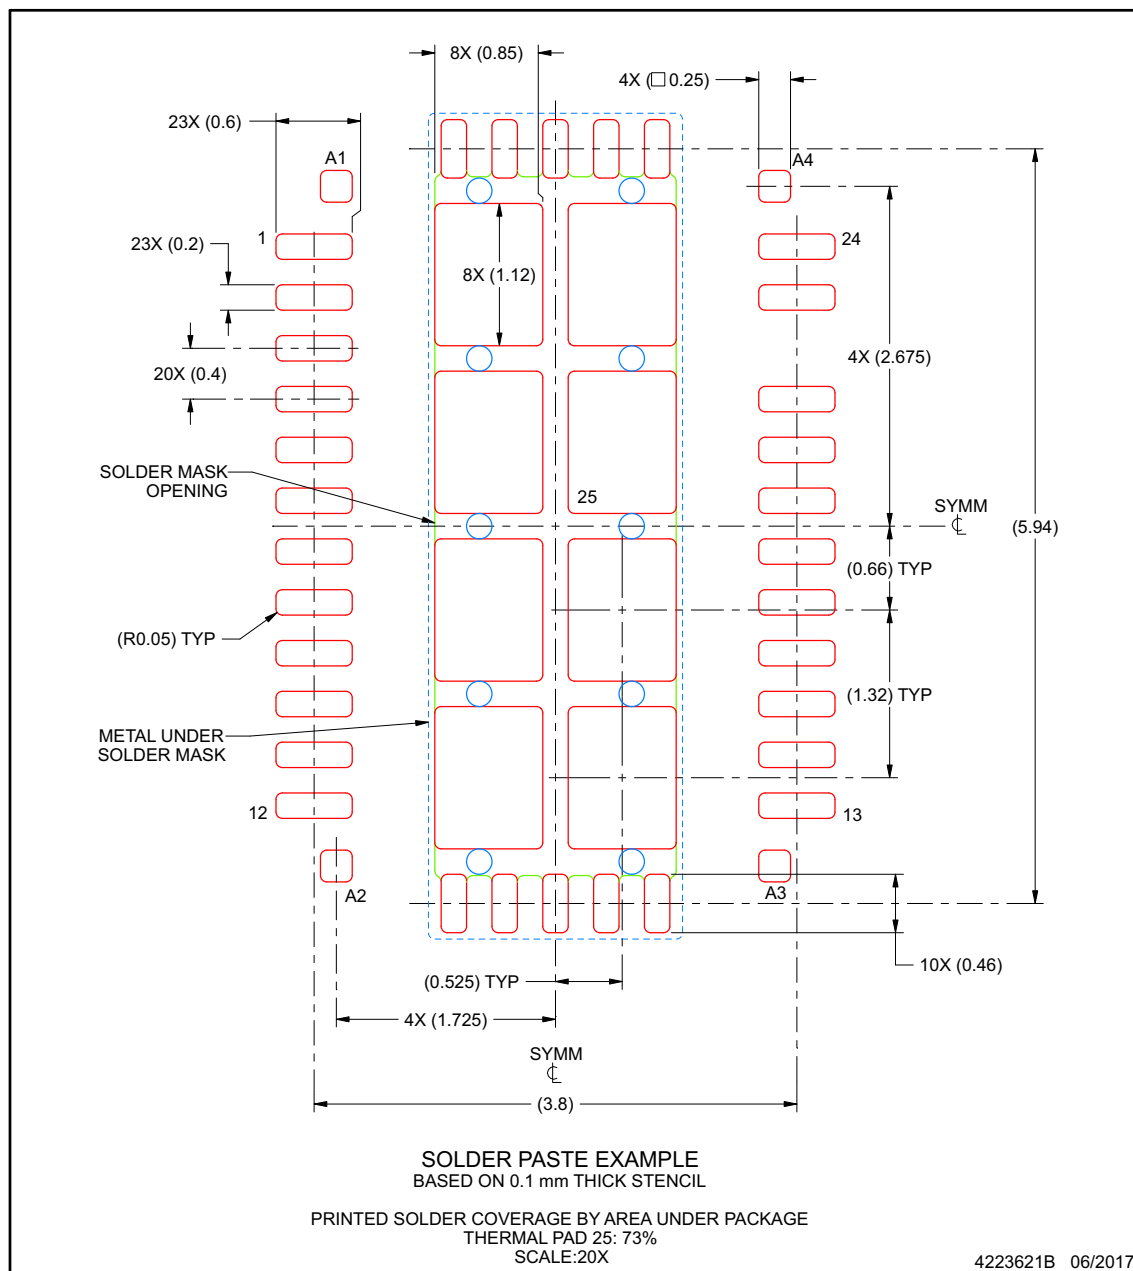 8X (0.85)
4X (□ 0.25)
23X (0.6)
A1
A4
1
24
23X (0.2)
8X (1.12)
4X (2.675)
20X (0.4)
SOLDER MASK
OPENING
25
SYMM
℄
(5.94)
(0.66) TYP
(R0.05) TYP
(1.32) TYP
METAL UNDER
SOLDER MASK
12
13
A2
A3
10X (0.46)
(0.525) TYP
4X (1.725)
SYMM
℄
(3.8)
SOLDER PASTE EXAMPLE
BASED ON 0.1 mm THICK STENCIL
PRINTED SOLDER COVERAGE BY AREA UNDER PACKAGE
THERMAL PAD 25: 73%
SCALE:20X
4223621B 06/2017